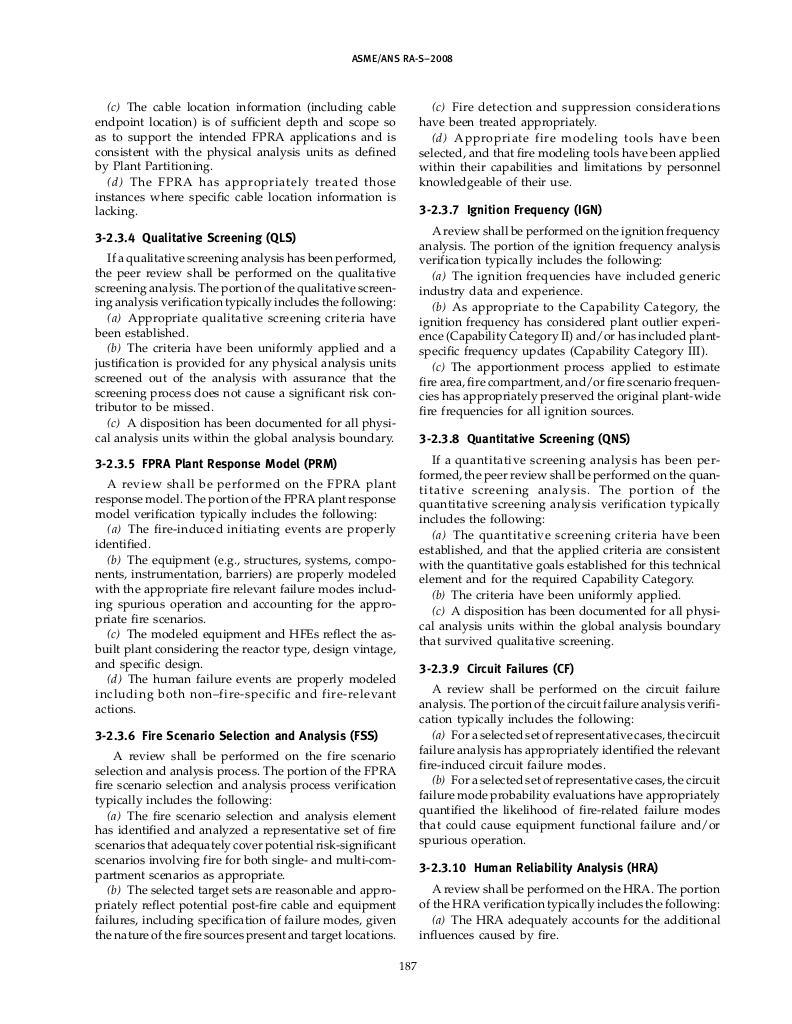 ASME/ANS RA-S–2008
(c) The cable location information (including cable
endpoint location) is of sufficient depth and scope so
as to support the intended FPRA applications and is
consistent with the physical analysis units as defined
by Plant Partitioning.
(d) The FPRA has appropriately treated those
instances where specific cable location information is
lacking.
3-2.3.4 Qualitative Screening (QLS)
If a qualitative screening analysis has been performed,
the peer review shall be performed on the qualitative
screening analysis. The portion of the qualitative screen-
ing analysis verification typically includes the following:
(a) Appropriate qualitative screening criteria have
been established.
(b) The criteria have been uniformly applied and a
justification is provided for any physical analysis units
screened out of the analysis with assurance that the
screening process does not cause a significant risk con-
tributor to be missed.
(c) A disposition has been documented for all physi-
cal analysis units within the global analysis boundary.
3-2.3.5 FPRA Plant Response Model (PRM)
A review shall be performed on the FPRA plant
response model. The portion of the FPRA plant response
model verification typically includes the following:
(a) The fire-induced initiating events are properly
identified.
(b) The equipment (e.g., structures, systems, compo-
nents, instrumentation, barriers) are properly modeled
with the appropriate fire relevant failure modes includ-
ing spurious operation and accounting for the appro-
priate fire scenarios.
(c) The modeled equipment and HFEs reflect the as-
built plant considering the reactor type, design vintage,
and specific design.
(d) The human failure events are properly modeled
including both non–fire-specific and fire-relevant
actions.
3-2.3.6 Fire Scenario Selection and Analysis (FSS)
A review shall be performed on the fire scenario
selection and analysis process. The portion of the FPRA
fire scenario selection and analysis process verification
typically includes the following:
(a) The fire scenario selection and analysis element
has identified and analyzed a representative set of fire
scenarios that adequately cover potential risk-significant
scenarios involving fire for both single- and multi-com-
partment scenarios as appropriate.
(b) The selected target sets are reasonable and appro-
priately reflect potential post-fire cable and equipment
failures, including specification of failure modes, given
the nature of the fire sources present and target locations.
(c) Fire detection and suppression considerations
have been treated appropriately.
(d) Appropriate fire modeling tools have been
selected, and that fire modeling tools have been applied
within their capabilities and limitations by personnel
knowledgeable of their use.
3-2.3.7 Ignition Frequency (IGN)
A review shall be performed on the ignition frequency
analysis. The portion of the ignition frequency analysis
verification typically includes the following:
(a) The ignition frequencies have included generic
industry data and experience.
(b) As appropriate to the Capability Category, the
ignition frequency has considered plant outlier experi-
ence (Capability Category II) and/or has included plant-
specific frequency updates (Capability Category III).
(c) The apportionment process applied to estimate
fire area, fire compartment, and/or fire scenario frequen-
cies has appropriately preserved the original plant-wide
fire frequencies for all ignition sources.
3-2.3.8 Quantitative Screening (QNS)
If a quantitative screening analysis has been per-
formed, the peer review shall be performed on the quan-
titative screening analysis. The portion of the
quantitative screening analysis verification typically
includes the following:
(a) The quantitative screening criteria have been
established, and that the applied criteria are consistent
with the quantitative goals established for this technical
element and for the required Capability Category.
(b) The criteria have been uniformly applied.
(c) A disposition has been documented for all physi-
cal analysis units within the global analysis boundary
that survived qualitative screening.
3-2.3.9 Circuit Failures (CF)
A review shall be performed on the circuit failure
analysis. The portion of the circuit failure analysis verifi-
cation typically includes the following:
(a) For a selected set of representative cases, the circuit
failure analysis has appropriately identified the relevant
fire-induced circuit failure modes.
(b) For a selected set of representative cases, the circuit
failure mode probability evaluations have appropriately
quantified the likelihood of fire-related failure modes
that could cause equipment functional failure and/or
spurious operation.
3-2.3.10 Human Reliability Analysis (HRA)
A review shall be performed on the HRA. The portion
of the HRA verification typically includes the following:
(a) The HRA adequately accounts for the additional
influences caused by fire.
187